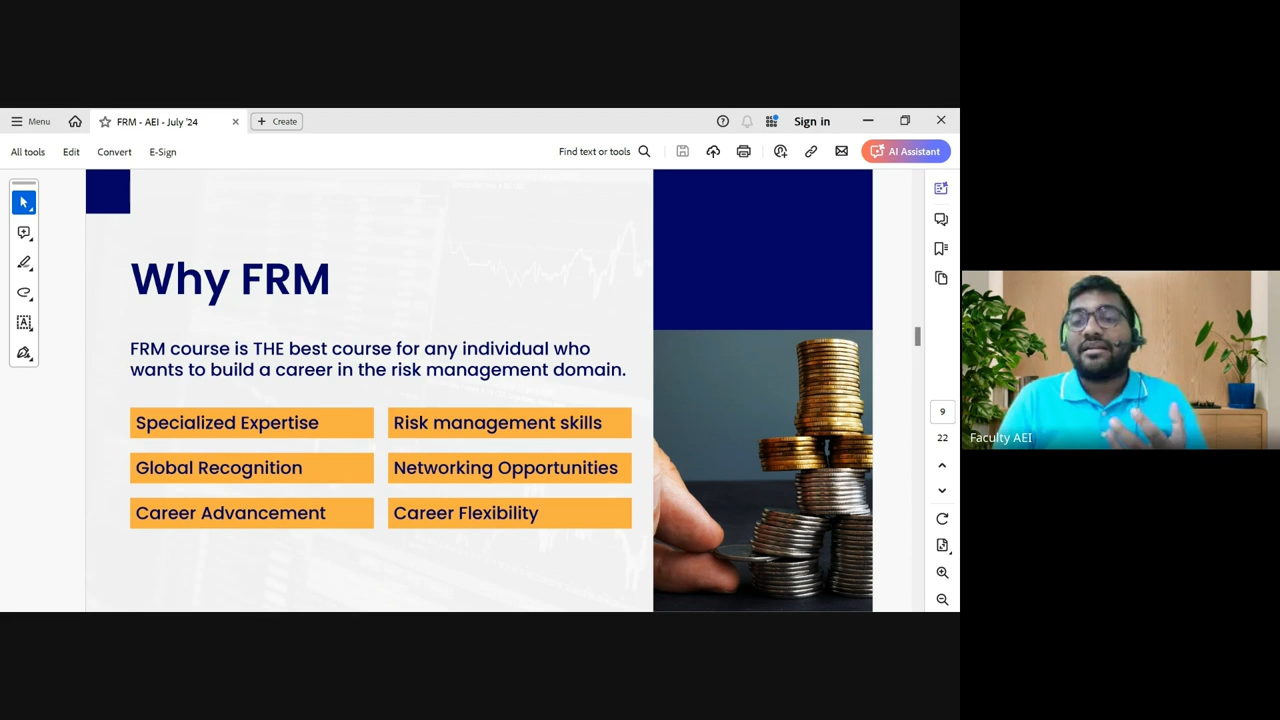 Menu
FRM - AEI - July '24
Create
Sign in
All tools
Edit
Convert
E-Sign
Find text or tools
AI Assistant
Why FRM
FRM course is THE best course for any individual who
wants to build a career in the risk management domain.
Specialized Expertise
Risk management skills
Global Recognition
Networking Opportunities
Career Advancement
Career Flexibility
9
22
Faculty AEI